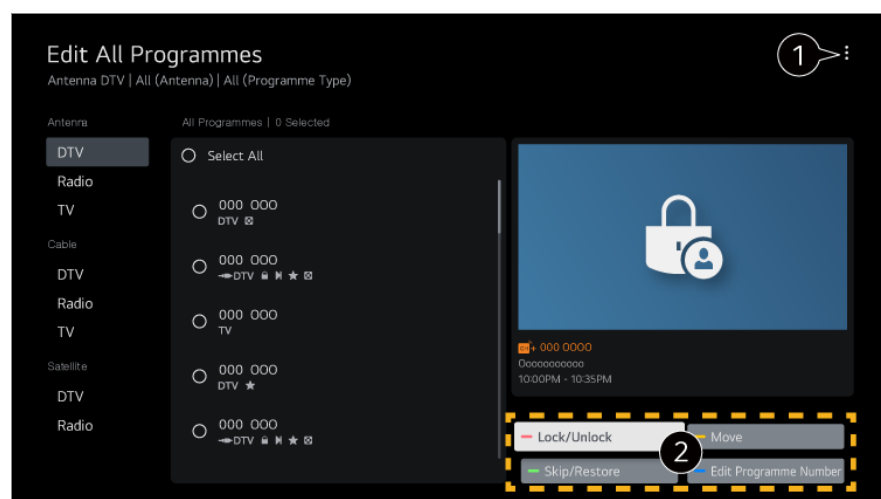 Edit All Programmes
Antenna DTV | All (Antenna) | All (Programme Type)
1
Antenna
DTV
Radio
TV
Cable
DTV
Radio
TV
Satellite
DTV
Radio
All Programmes | 0 Selected
Select All
000 000
DTV
000 000
DTV
000 000
TV
000 000
DTV ★
000 000
DTV
CH+ 000 0000
Oooooooooo
10:00PM - 10:35PM
Lock/Unlock
Move
2
Skip/Restore
Edit Programme Number